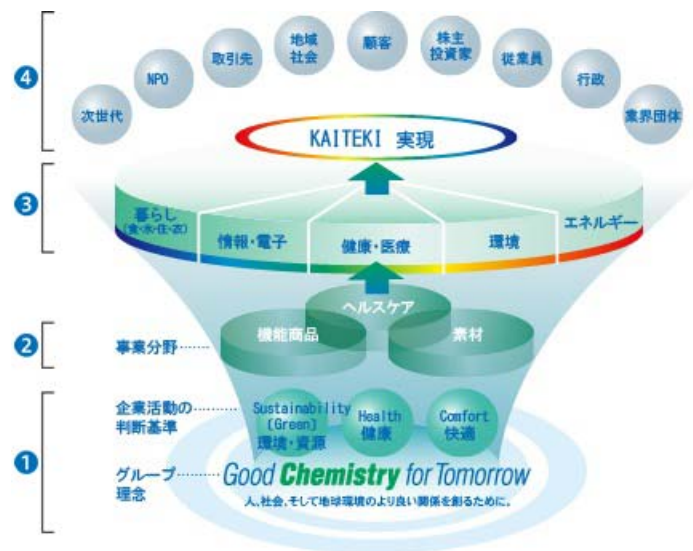 ④
次世代
NPO
取引先
地域
社会
顧客
株主
投資家
従業員
行政
業界団体
KAITEKI 実現
③
暮らし
(食・水・住・衣)
情報・電子
健康・医療
環境
エネルギー
②
事業分野
機能商品
ヘルスケア
素材
①
企業活動の
判断基準
Sustainability
[Green]
環境・資源
Health
健康
Comfort
快適
グループ
理念
Good Chemistry for Tomorrow
人、社会、そして地球環境のより良い関係を創るために。